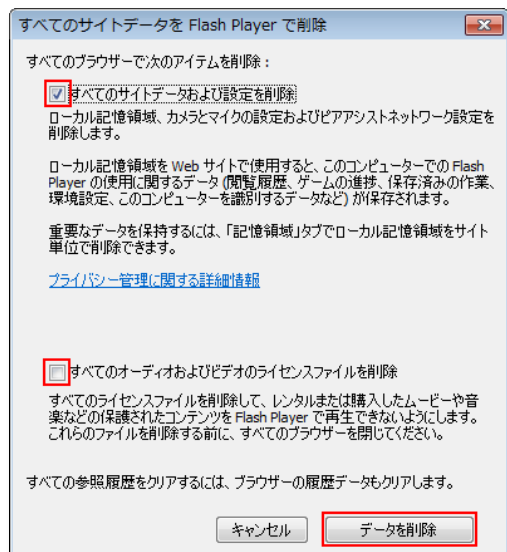 すべてのサイトデータを Flash Player で削除
すべてのブラウザーで次のアイテムを削除：
すべてのサイトデータおよび設定を削除
ローカル記憶領域、カメラとマイクの設定およびピアアシストネットワーク設定を
削除します。
ローカル記憶領域を Web サイトで使用すると、このコンピューターでの Flash
Player の使用に関するデータ (閲覧履歴、ゲームの進捗、保存済みの作業、
環境設定、このコンピューターを識別するデータなど) が保存されます。
重要なデータを保持するには、「記憶領域」タブでローカル記憶領域をサイト
単位で削除できます。
プライバシー管理に関する詳細情報
すべてのオーディオおよびビデオのライセンスファイルを削除
すべてのライセンスファイルを削除して、レンタルまたは購入したムービーや音
楽などの保護されたコンテンツを Flash Player で再生できないようにします。
これらのファイルを削除する前に、すべてのブラウザーを閉じてください。
すべての参照履歴をクリアするには、ブラウザーの履歴データもクリアします。
キャンセル
データを削除